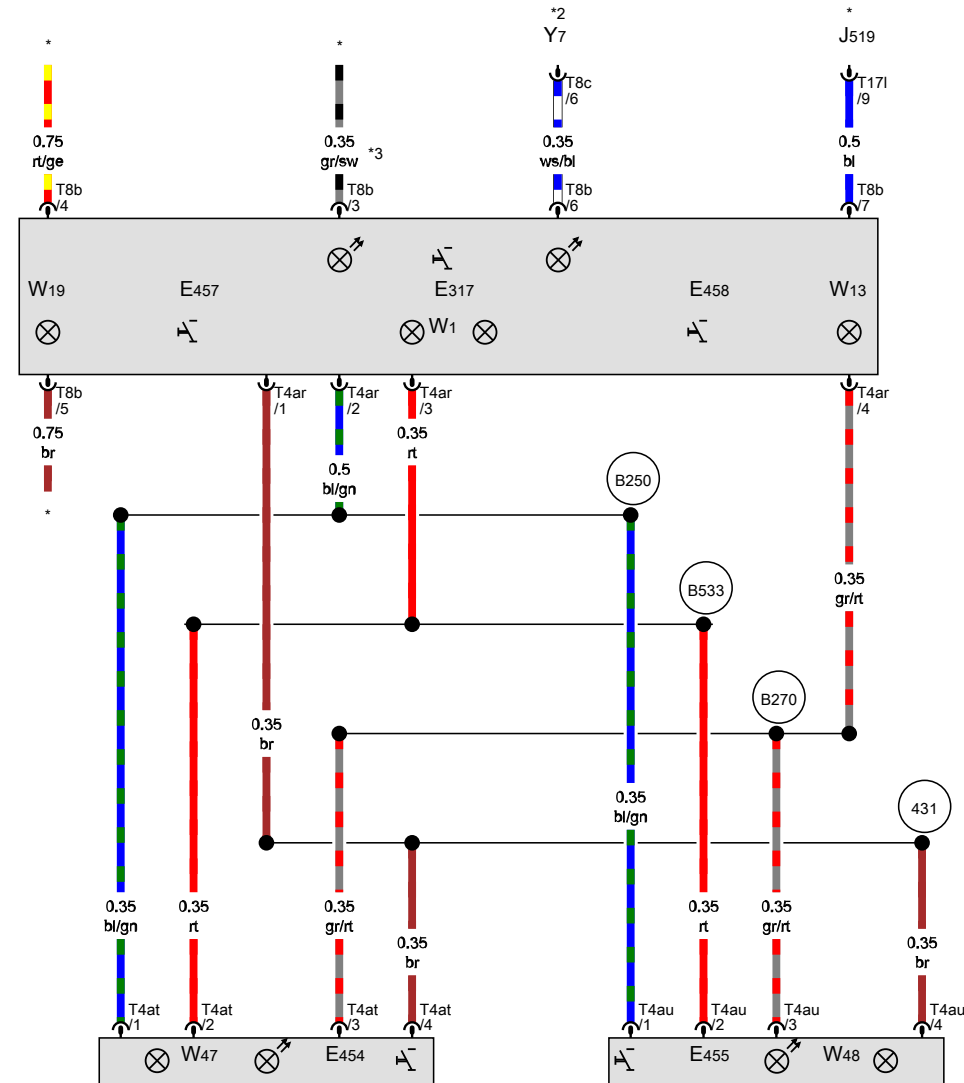 *2
* * Y7 *
J519
T8c
/6
T17l
/9
0.75
rt/ge
0.35
gr/sw
*3
0.35
ws/bl
0.5
bl
T8b
/4
T8b
/3
T8b
/6
T8b
/7
W19 E457 E317 E458 W13
W1
T8b
/5
T4ar
/1
T4ar
/2
T4ar
/3
T4ar
/4
0.75
br
0.35
rt
0.5
bl/gn
B250
*
0.35
gr/rt
B533
B270
0.35
br
0.35
bl/gn
431
0.35
bl/gn
0.35
rt
0.35
gr/rt
0.35
br
0.35
rt
0.35
gr/rt
0.35
br
T4at
/1
T4at
/2
T4at
/3
T4at
/4
T4au
/1
T4au
/2
T4au
/3
T4au
/4
W47 E454 E455 W48